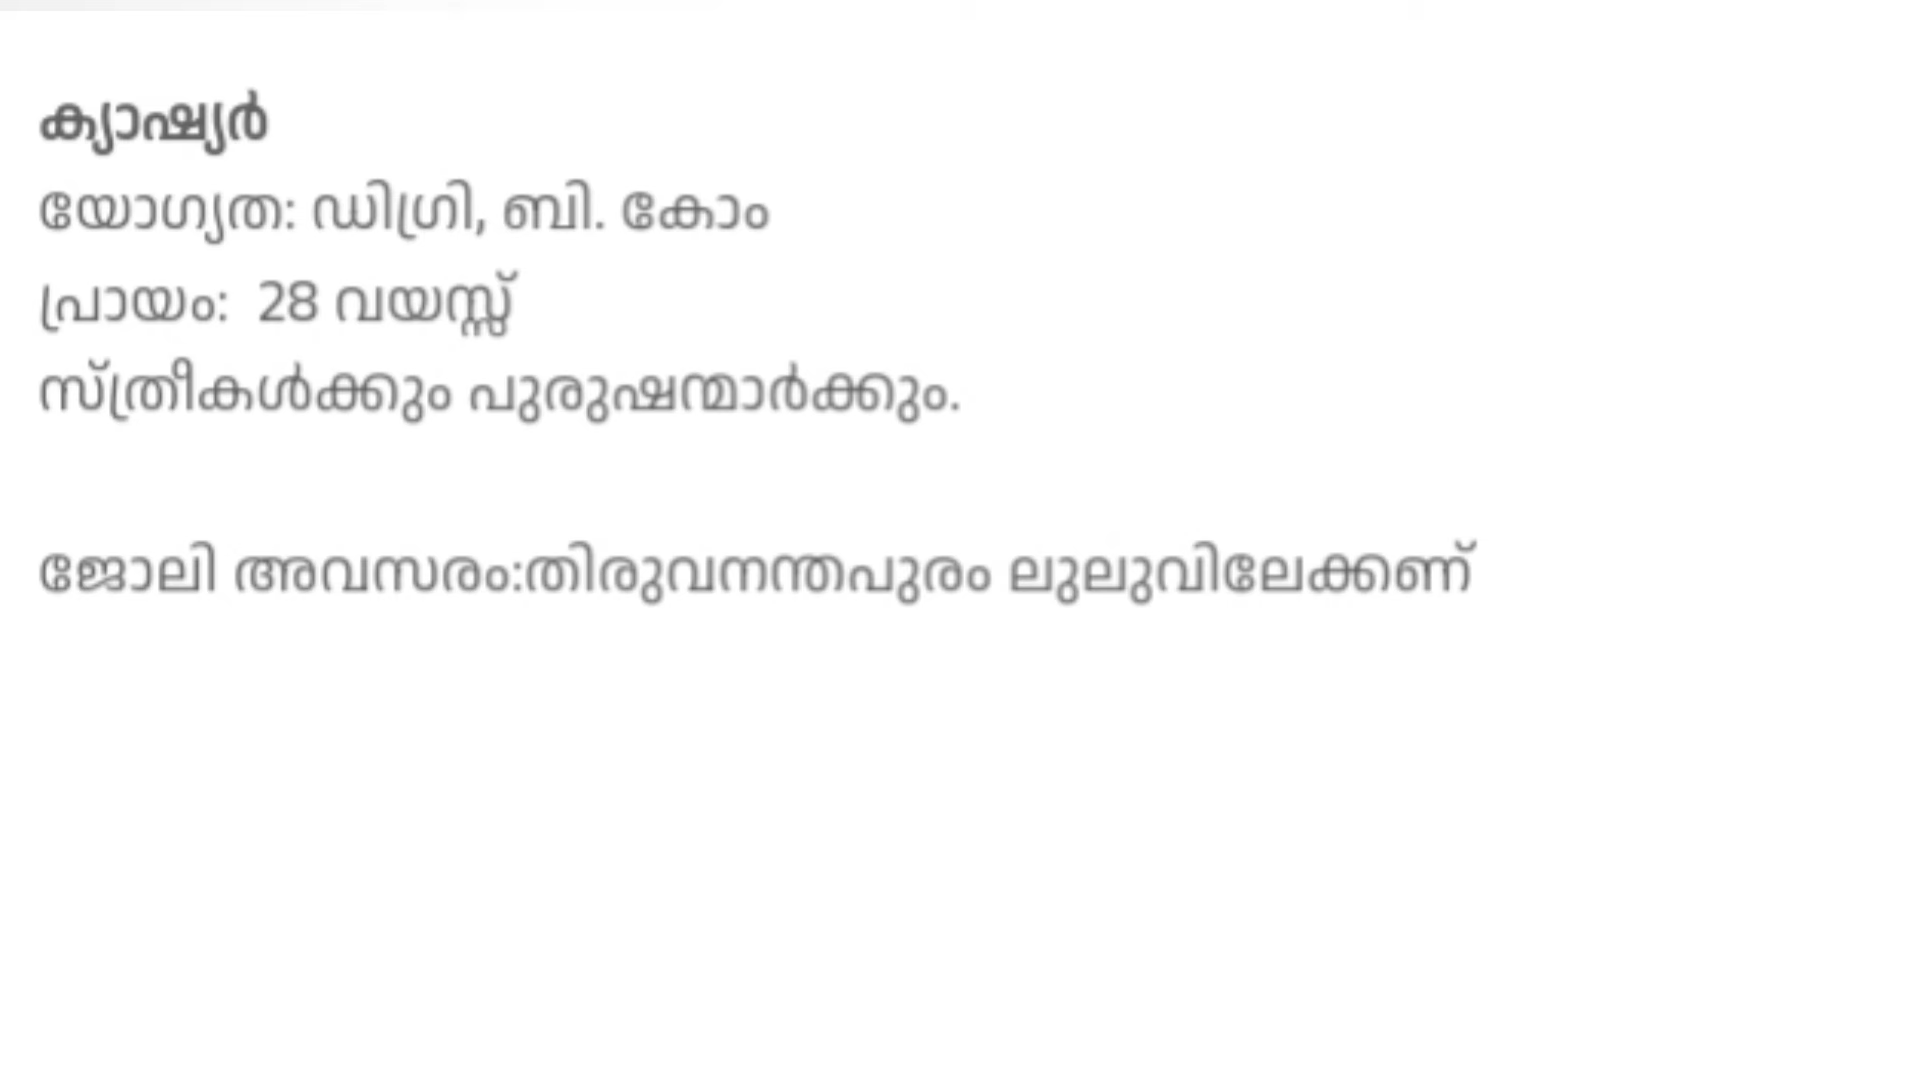 ക്യാഷ്യർ
യോഗ്യത: ഡിഗ്രി, ബി. കോം
പ്രായം: 28 വയസ്സ്
സ്ത്രീകൾക്കും പുരുഷന്മാർക്കും.
ജോലി അവസരം:തിരുവനന്തപുരം ലുലുവിലേക്കണ്